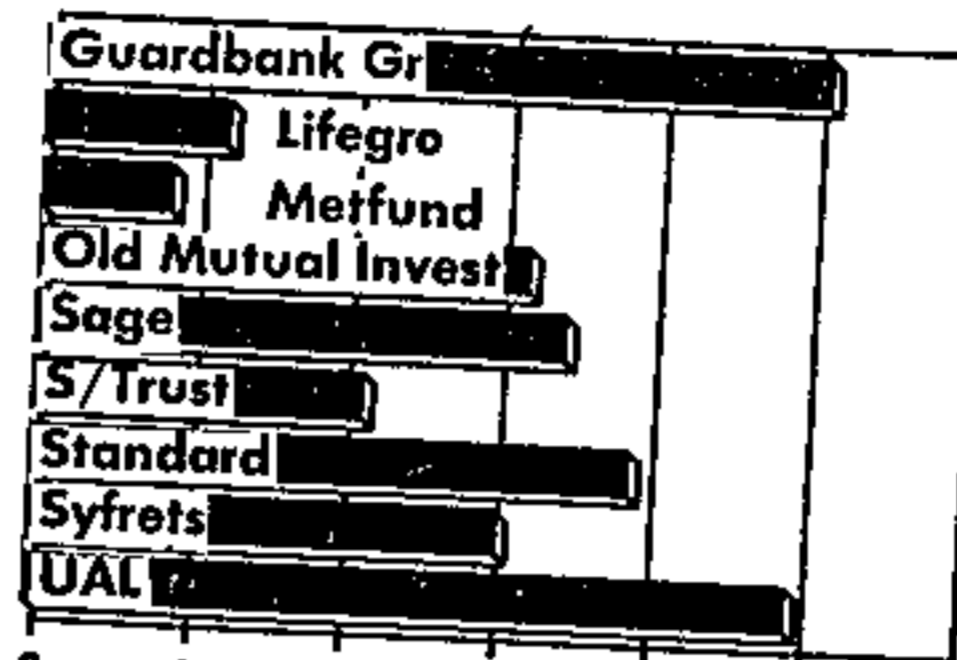 Guardbank Gr
Lifegro
Metfund
Old Mutual Invest
Sage
S/Trust
Standard
Syfrets
UAL